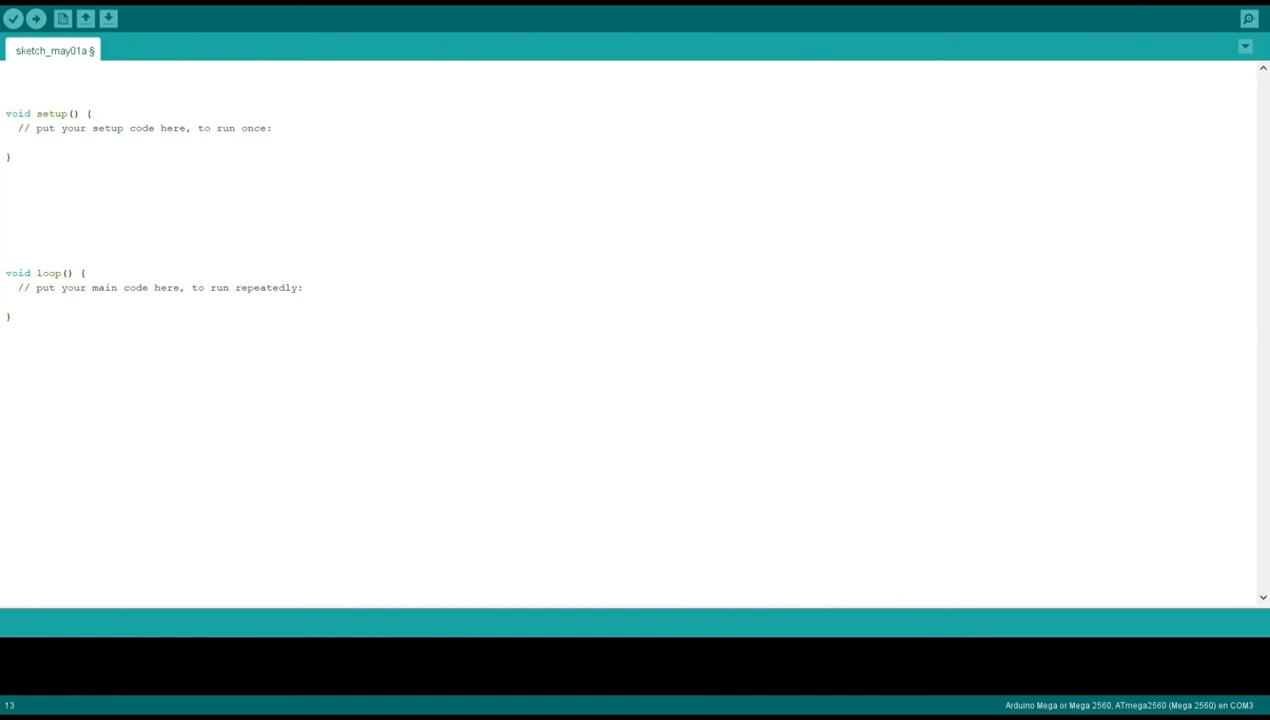 sketch_may01a §
void setup() {
// put your setup code here, to run once:
}
void loop() {
// put your main code here, to run repeatedly:
}
13
Arduino Mega or Mega 2560, ATmega2560 (Mega 2560) en COM3